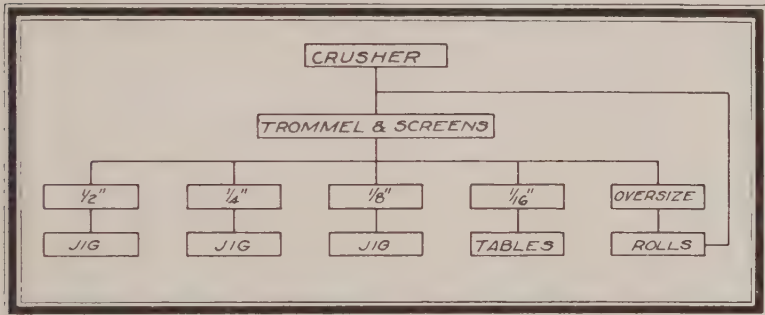 CRUSHER
TROMMEL & SCREENS
1/2" 1/4" 1/8" 1/16" OVERSIZE
JIG JIG JIG TABLES ROLLS